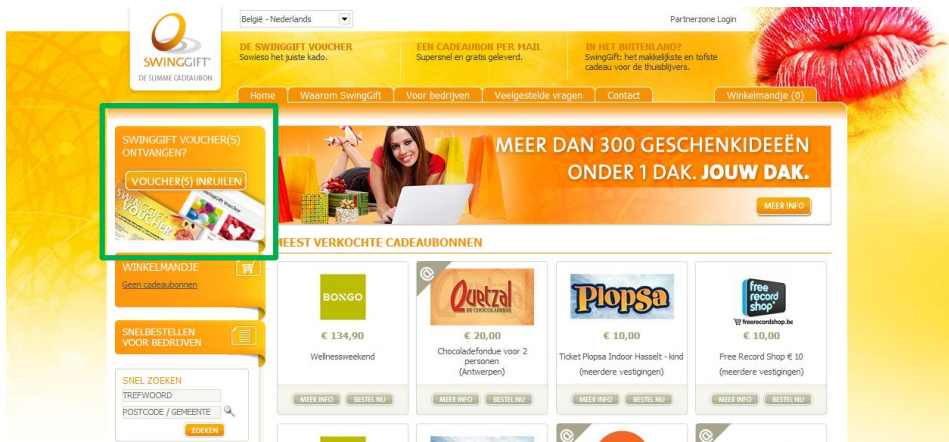 België - Nederlands
Partnerzone Login
SWINGGIFT
DE SLIMME CADEAUBON
DE SWINGGIFT VOUCHER
Sowieso het juiste kado.
EEN CADEAUBON PER MAIL
Supersnel en gratis geleverd.
IN HET BUITENLAND?
SwingGift: het makkelijkste en tofste
cadeau voor de thuisblijvers.
Home
Waarom SwingGift
Voor bedrijven
Veelgestelde vragen
Contact
Winkelmandje (0)
SWINGGIFT VOUCHER(S)
ONTVANGEN?
VOUCHER(S) INRUILEN
SWINGGIFT
VOUCHER
SwingGift Voucher
MEER DAN 300 GESCHENKIDEEËN
ONDER 1 DAK. JOUW DAK.
MEER INFO
MEEST VERKOCHTE CADEAUBONNEN
WINKELMANDJE
Geen cadeaubonnen
SNELBESTELLEN
VOOR BEDRIJVEN
SNEL ZOEKEN
TREFWOORD
POSTCODE / GEMEENTE
ZOEKEN
BONGO
€ 134,90
Wellnessweekend
MEER INFO
BESTEL NU
Quetzal
DE CHOCOLADEBAR
€ 20,00
Chocoladefondue voor 2
personen
(Antwerpen)
MEER INFO
BESTEL NU
Plopsa
€ 10,00
Ticket Plopsa Indoor Hasselt - kind
(meerdere vestigingen)
MEER INFO
BESTEL NU
free
record
shop
freerecordshop.be
€ 10,00
Free Record Shop € 10
(meerdere vestigingen)
MEER INFO
BESTEL NU